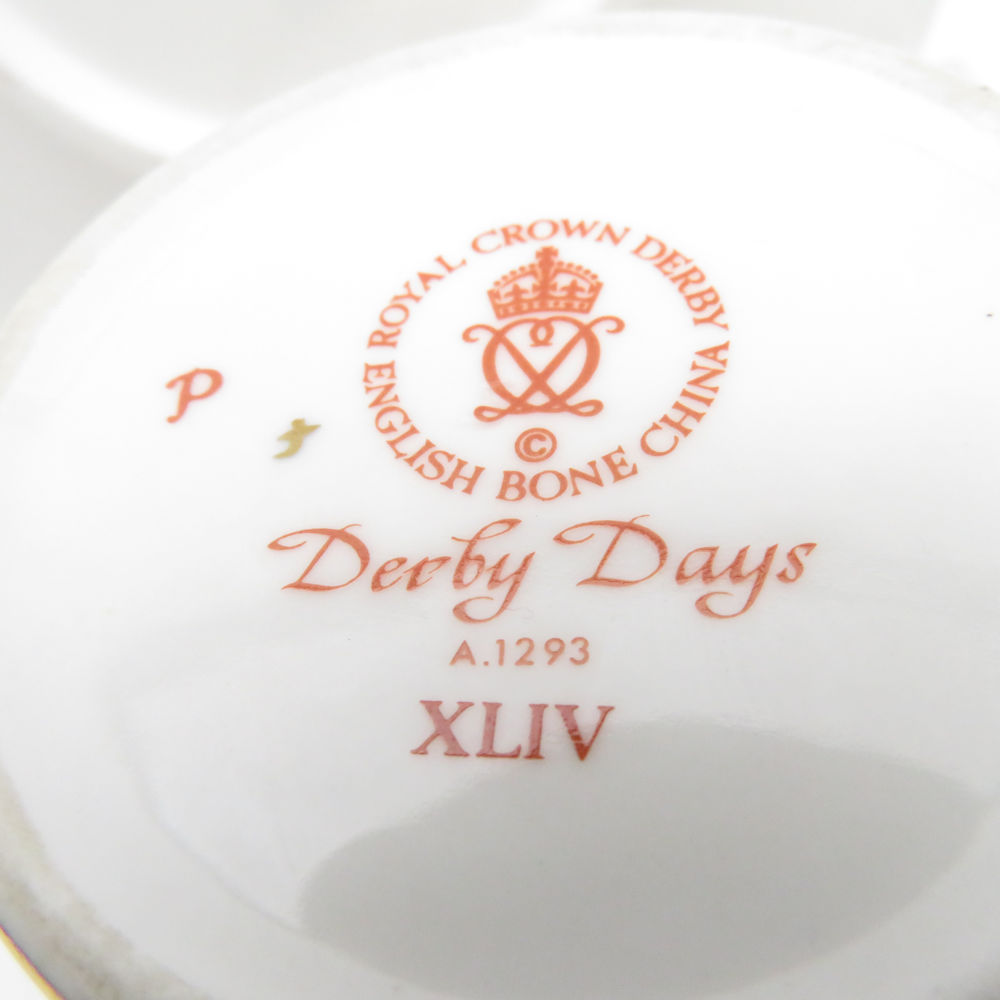 ROYAL CROWN DERBY
ENGLISH BONE CHINA
©
P
Derby Days
A.1293
XLIV